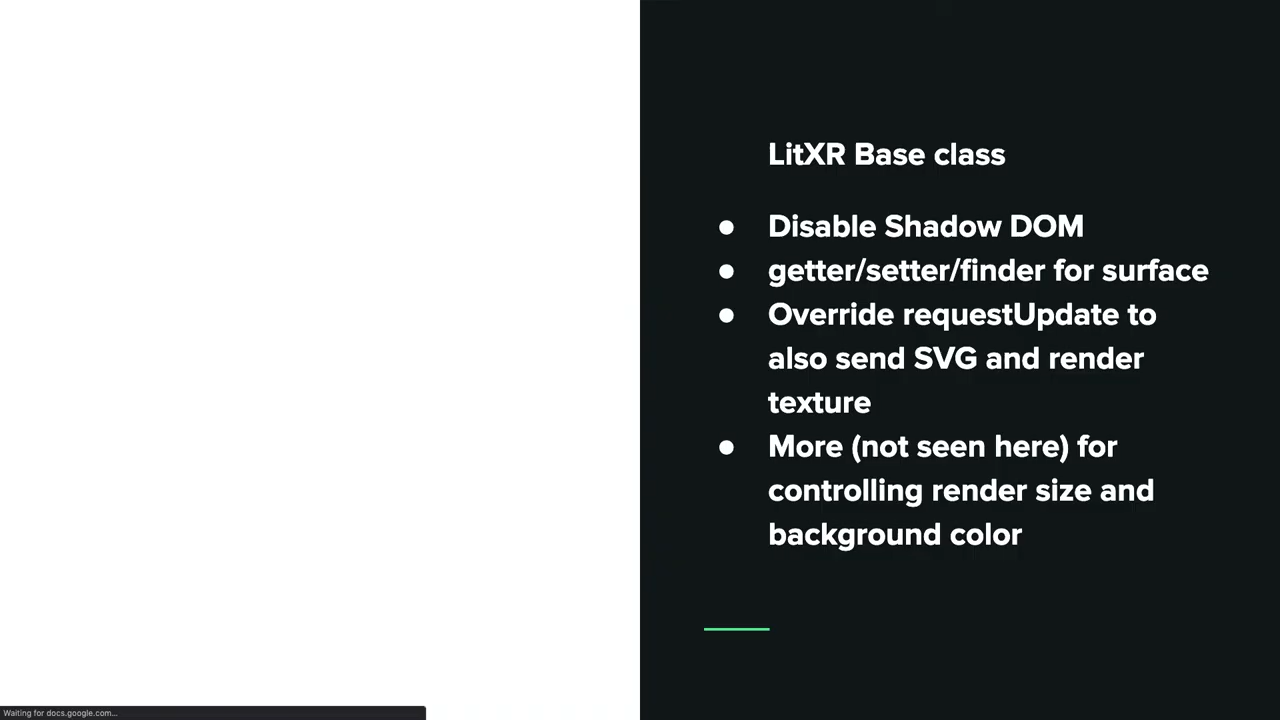 LitXR Base class
● Disable Shadow DOM
● getter/setter/finder for surface
● Override requestUpdate to
also send SVG and render
texture
● More (not seen here) for
controlling render size and
background color
Waiting for docs.google.com...